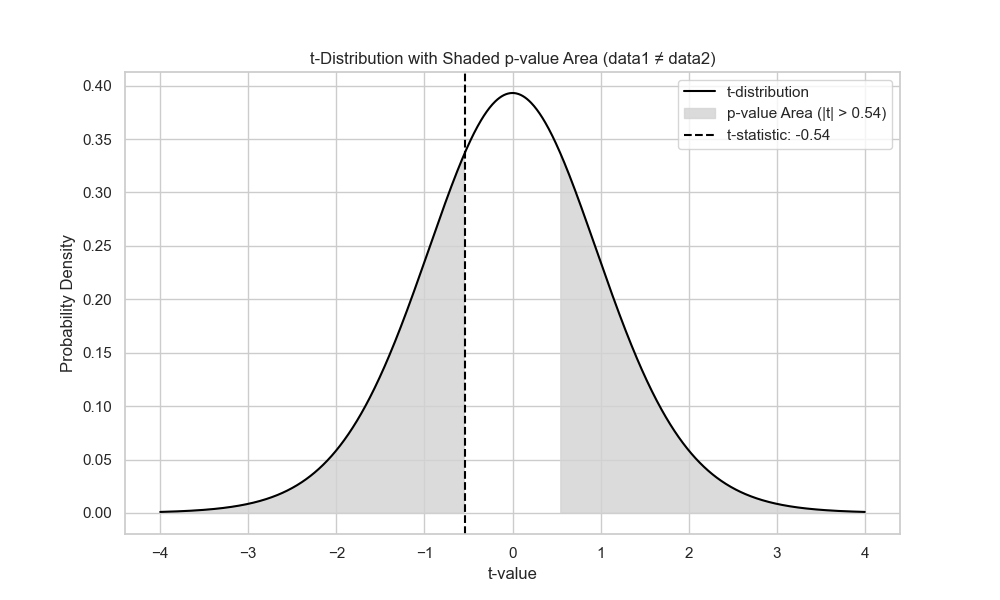 t-Distribution with Shaded p-value Area (data1 ≠ data2)
t-distribution
p-value Area (|t| > 0.54)
t-statistic: -0.54
Probability Density
0.40
0.35
0.30
0.25
0.20
0.15
0.10
0.05
0.00
−4 −3 −2 −1 0 1 2 3 4
t-value